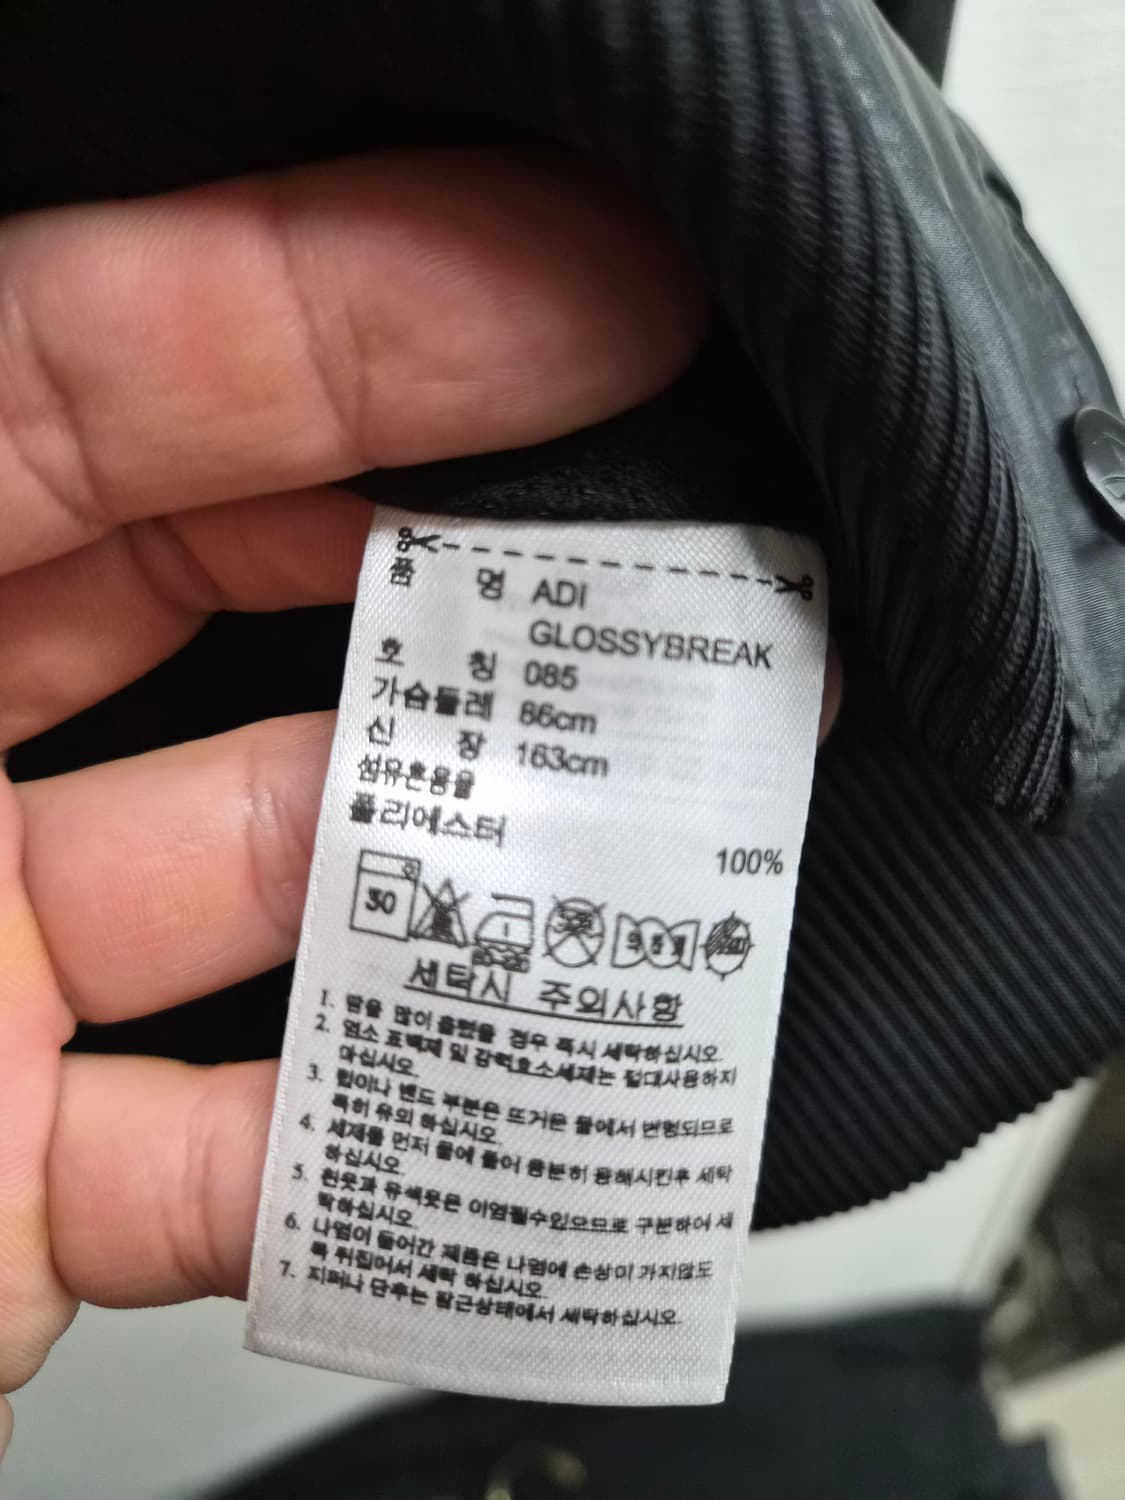 품 명 ADI
GLOSSYBREAK
호 칭 085
가슴둘레 86cm
신 장 163cm
섬유혼용율
폴리에스터 100%
30
세탁시 주의사항
1. 땀을 많이 흘렸을 경우 즉시 세탁하십시오.
2. 염소 표백제 및 강력효소세제는 절대사용하지
마십시오.
3. 립이나 밴드 부분은 뜨거운 물에서 변형되므로
특히 유의 하십시오.
4. 세제를 먼저 물에 풀어 충분히 용해시킨후 세탁
하십시오.
5. 흰옷과 유색옷은 이염될수있으므로 구분하여 세
탁하십시오.
6. 나염이 들어간 제품은 나염에 손상이 가지않도
록 뒤집어서 세탁 하십시오.
7. 지퍼나 단추는 잠근상태에서 세탁하십시오.